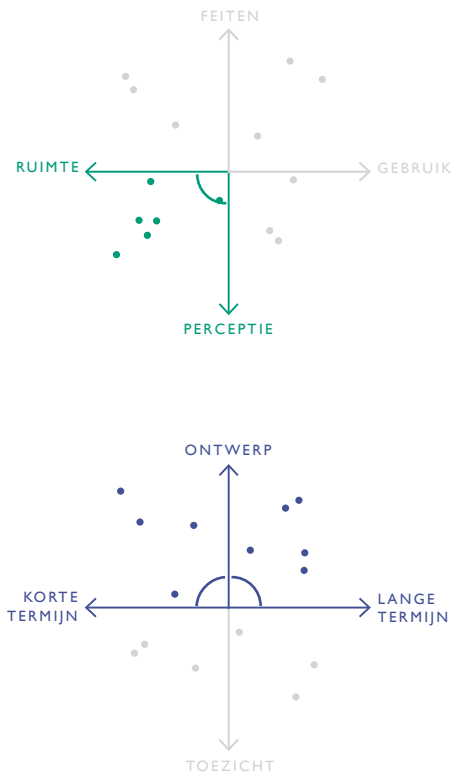 FEITEN
RUIMTE
GEBRUIK
PERCEPTIE
ONTWERP
KORTE
TERMIJN
LANGE
TERMIJN
TOEZICHT